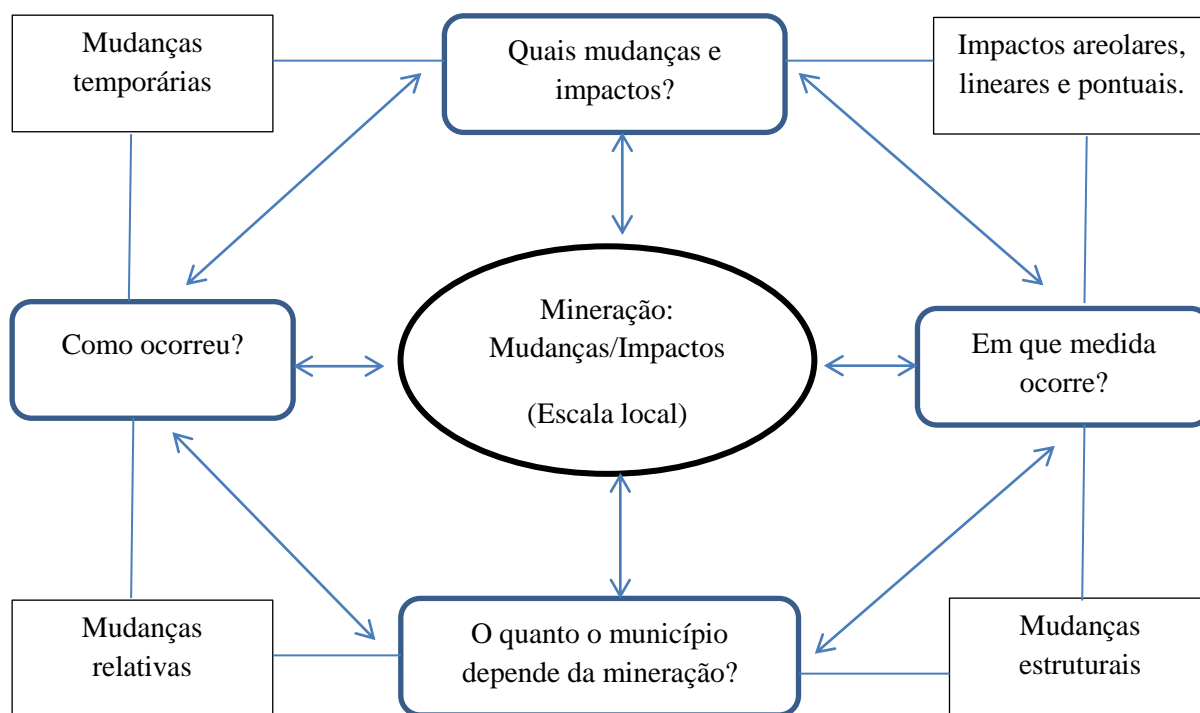 Mudanças
temporárias
Quais mudanças e
impactos?
Impactos areolares,
lineares e pontuais.
Como ocorreu?
Mineração:
Mudanças/Impactos
(Escala local)
Em que medida
ocorre?
Mudanças
relativas
O quanto o município
depende da mineração?
Mudanças
estruturais